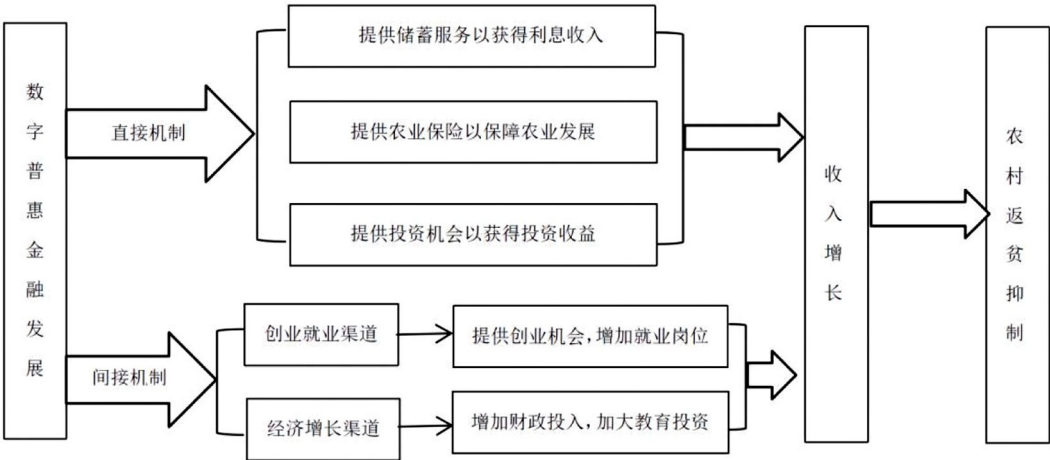 数字普惠金融发展
直接机制
提供储蓄服务以获得利息收入
提供农业保险以保障农业发展
提供投资机会以获得投资收益
间接机制
创业就业渠道
提供创业机会,增加就业岗位
经济增长渠道
增加财政投入,加大教育投资
收入增长
农村返贫抑制